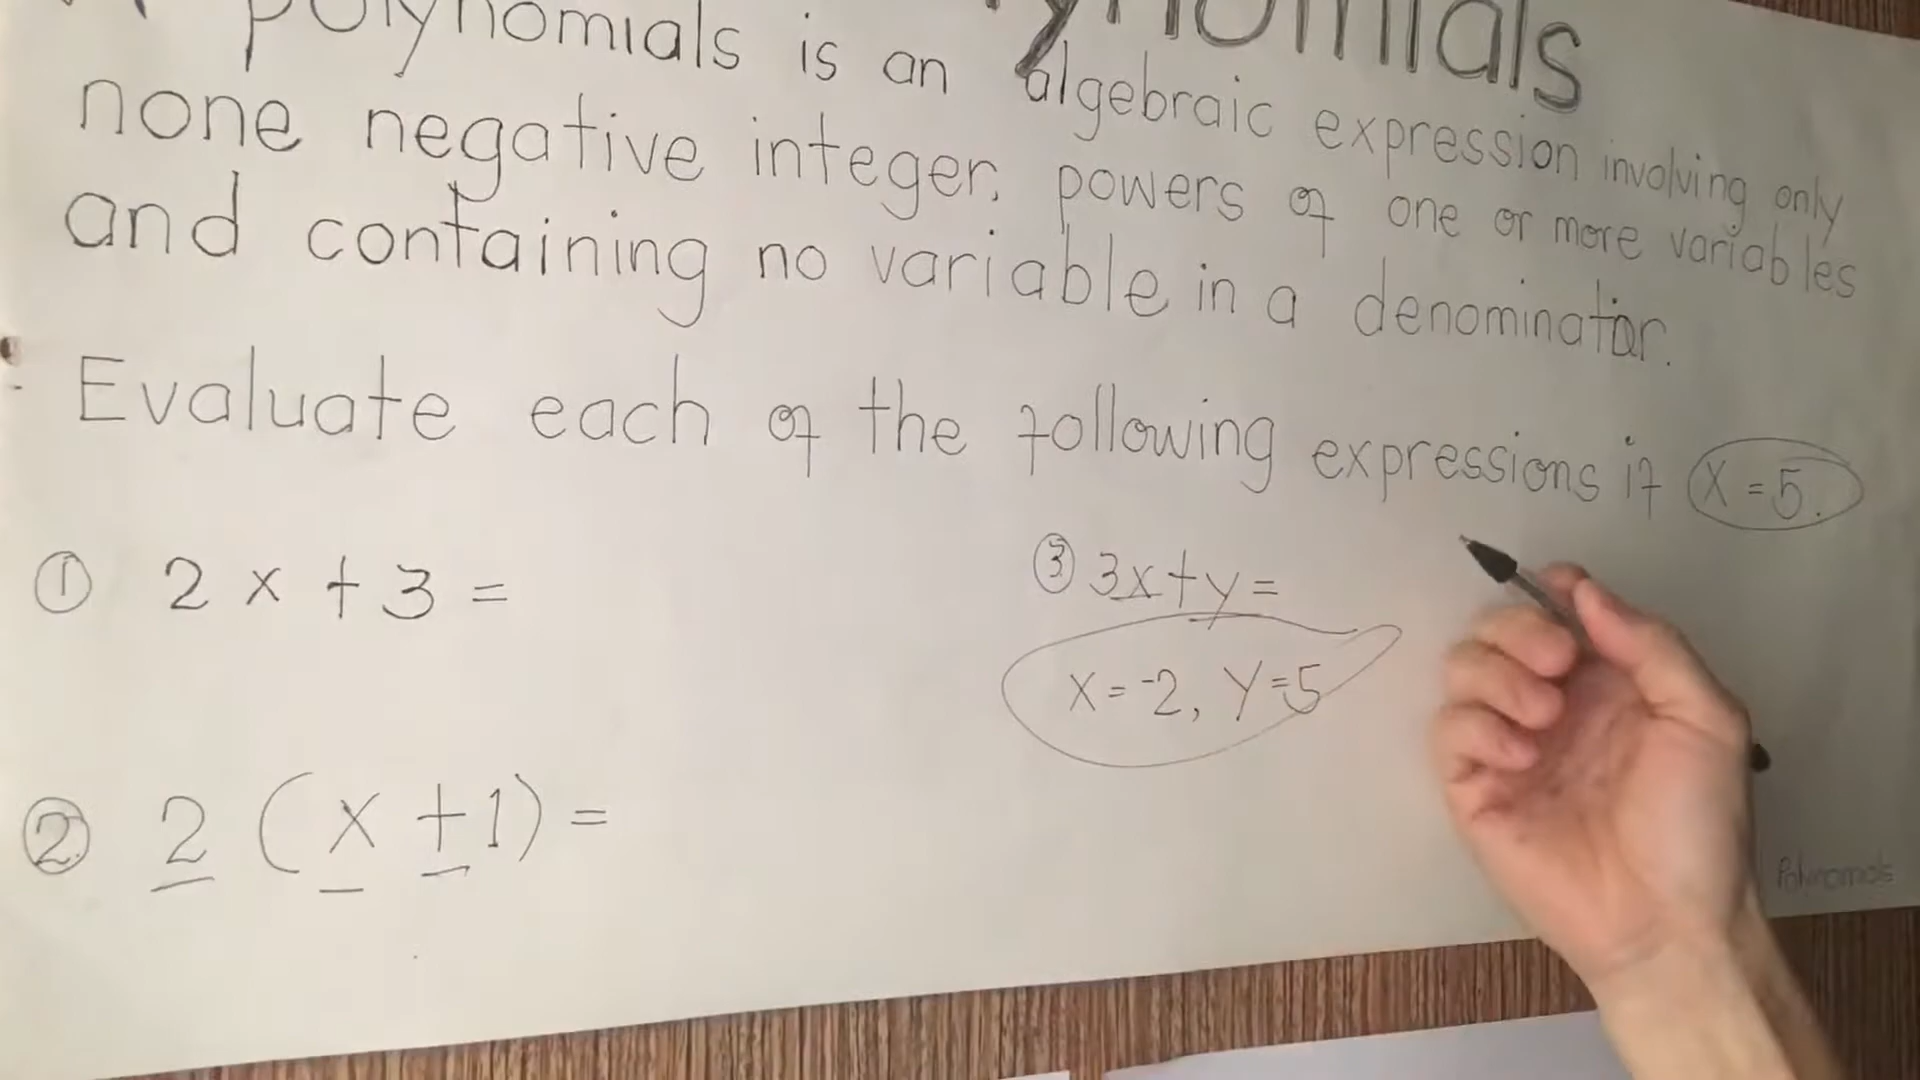 polynomials is an algebraic expression involving only
none negative integer, powers of one or more variables
and containing no variable in a denominator.
Evaluate each of the following expressions if x = 5.
① 2x + 3 =
③ 3x+y=
x = -2, y=5
② 2 (x + 1) =
Polynomials